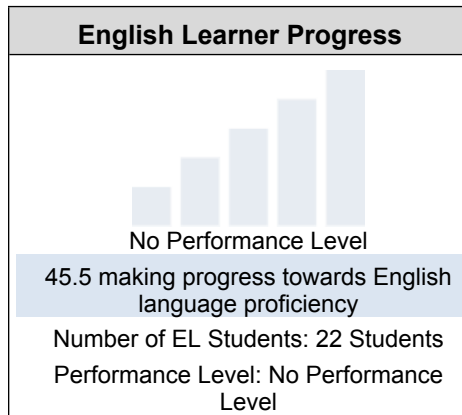 English Learner Progress
No Performance Level
45.5 making progress towards English
language proficiency
Number of EL Students: 22 Students
Performance Level: No Performance
Level